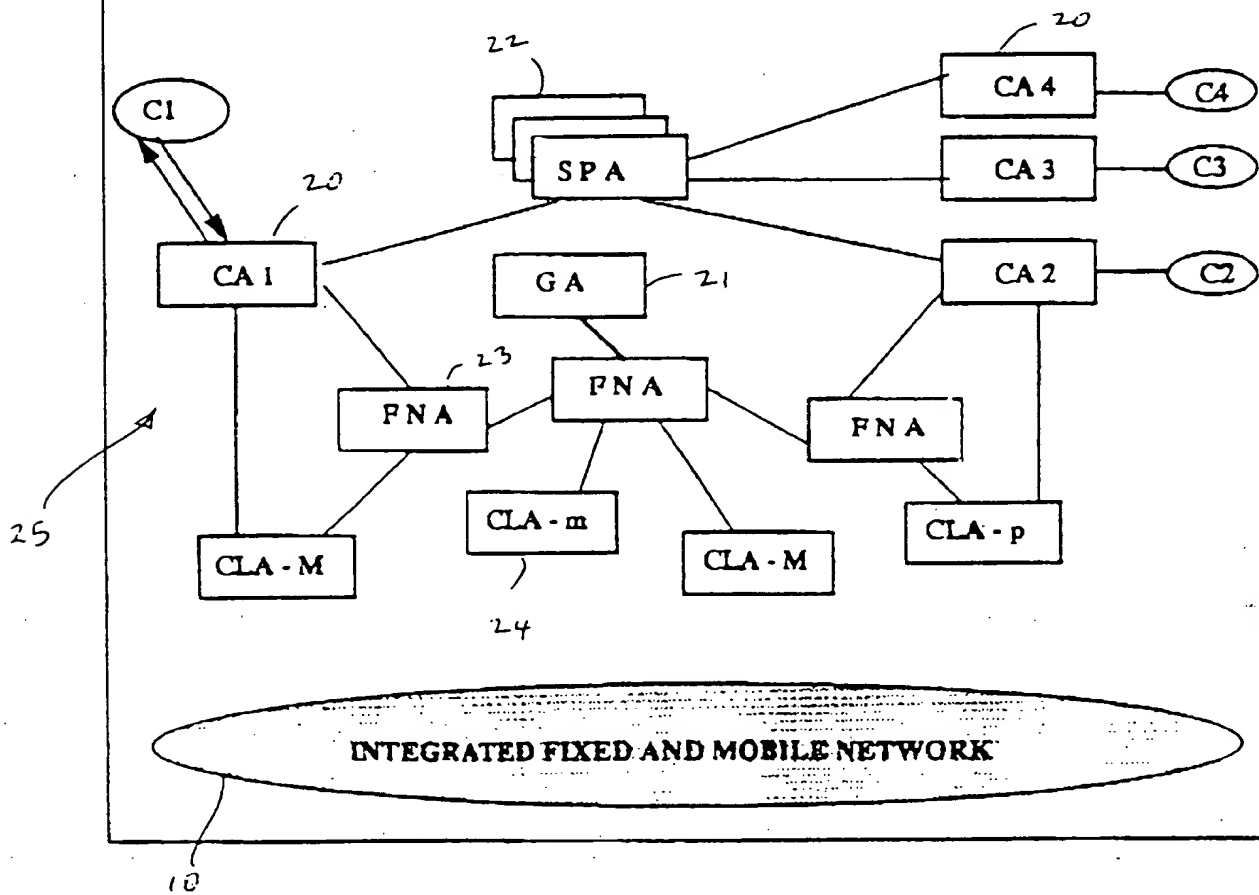 20
22
C1
CA 4
C4
SPA
CA 3
C3
20
CA 1
GA
21
CA 2
C2
23
FNA
FNA
FNA
25
CLA - m
CLA - p
CLA - M
CLA - M
24
INTEGRATED FIXED AND MOBILE NETWORK
10